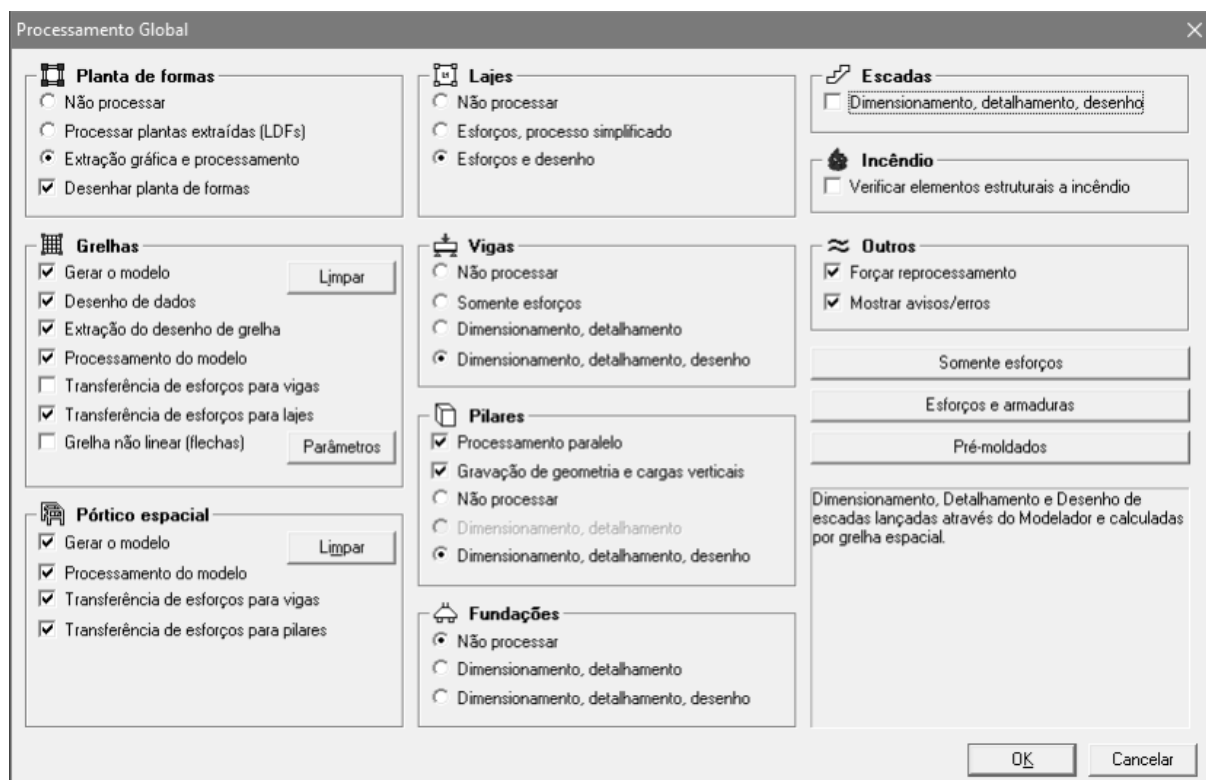 Processamento Global
Planta de formas
Não processar
Processar plantas extraídas (LDFs)
Extração gráfica e processamento
Desenhar planta de formas
Grelhas
Gerar o modelo
Limpar
Desenho de dados
Extração do desenho de grelha
Processamento do modelo
Transferência de esforços para vigas
Transferência de esforços para lajes
Grelha não linear (flechas)
Parâmetros
Pórtico espacial
Gerar o modelo
Limpar
Processamento do modelo
Transferência de esforços para vigas
Transferência de esforços para pilares
Lajes
Não processar
Esforços, processo simplificado
Esforços e desenho
Vigas
Não processar
Somente esforços
Dimensionamento, detalhamento
Dimensionamento, detalhamento, desenho
Pilares
Processamento paralelo
Gravação de geometria e cargas verticais
Não processar
Dimensionamento, detalhamento
Dimensionamento, detalhamento, desenho
Fundações
Não processar
Dimensionamento, detalhamento
Dimensionamento, detalhamento, desenho
Escadas
Dimensionamento, detalhamento, desenho
Incêndio
Verificar elementos estruturais a incêndio
Outros
Forçar reprocessamento
Mostrar avisos/erros
Somente esforços
Esforços e armaduras
Pré-moldados
Dimensionamento, Detalhamento e Desenho de
escadas lançadas através do Modelador e calculadas
por grelha espacial.
OK
Cancelar